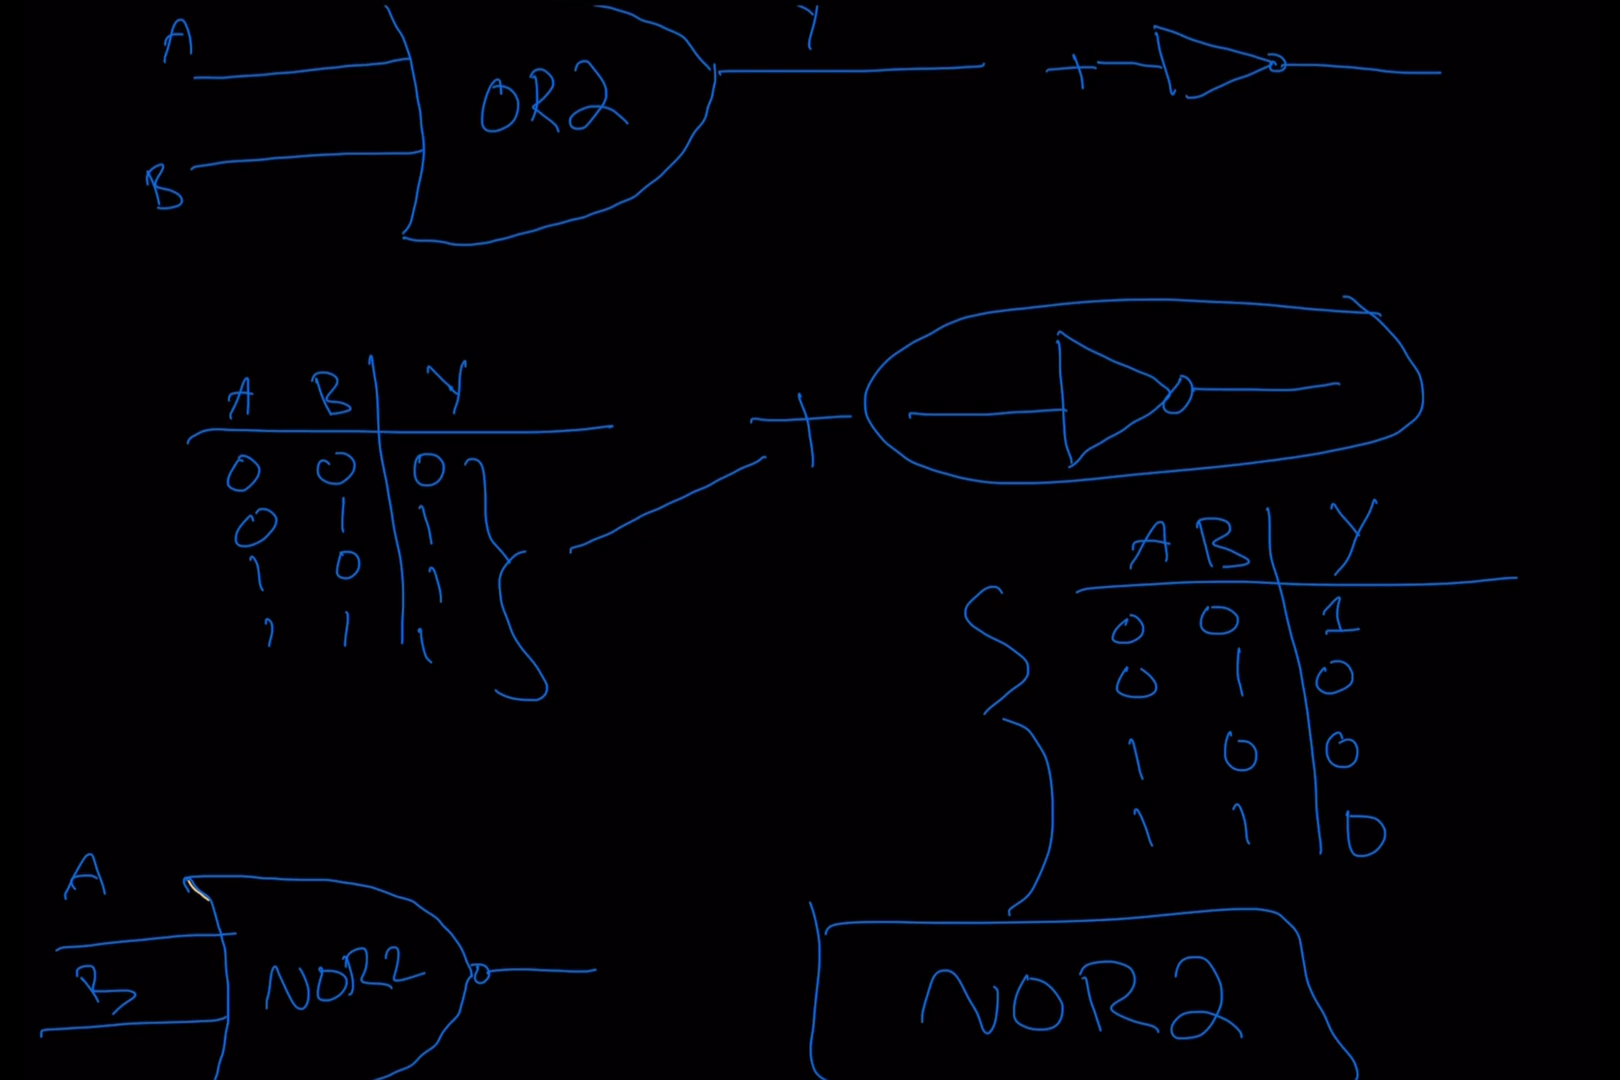 A
Y
OR2
+
B
A B Y
0 0 0
0 1 1
1 0 1
1 1 1
+
A B Y
0 0 1
0 1 0
1 0 0
1 1 0
A
B
NOR2
NOR2